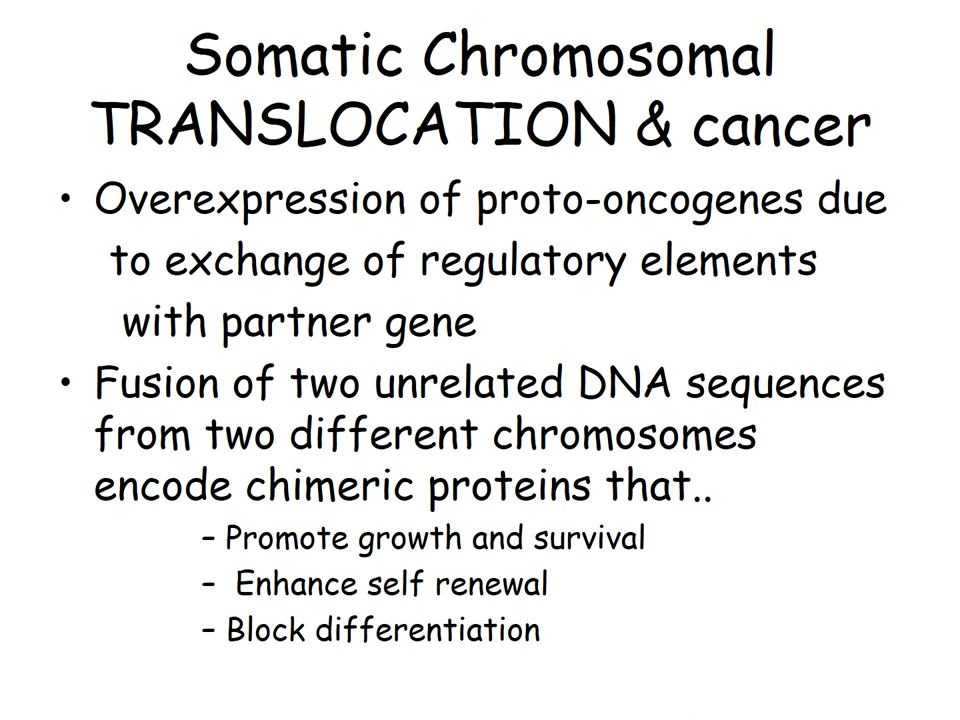 Somatic Chromosomal
TRANSLOCATION & cancer
• Overexpression of proto-oncogenes due
to exchange of regulatory elements
with partner gene
• Fusion of two unrelated DNA sequences
from two different chromosomes
encode chimeric proteins that..
– Promote growth and survival
– Enhance self renewal
– Block differentiation